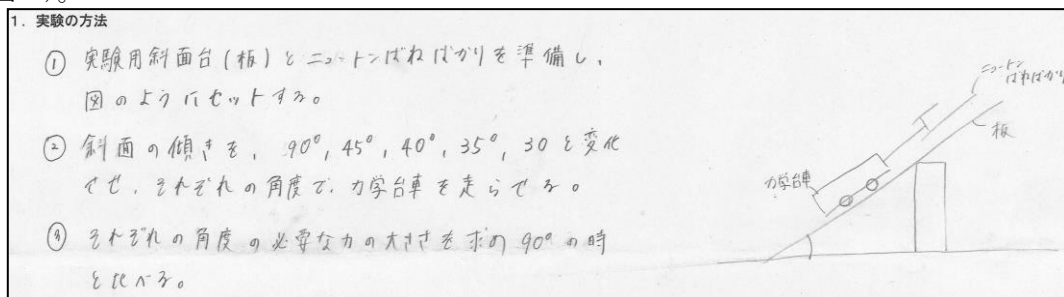 1．実験の方法
① 実験用斜面台(板)とニュートンばねばかりを準備し、
図のようにセットする。
② 斜面の傾きを、90°, 45°, 40°, 35°, 30と変化
させ、それぞれの角度で、力学台車を走らせる。
③ それぞれの角度の必要な力の大きさを求め90°の時
と比べる。
ニュートン
ばねばかり
板
力学台車